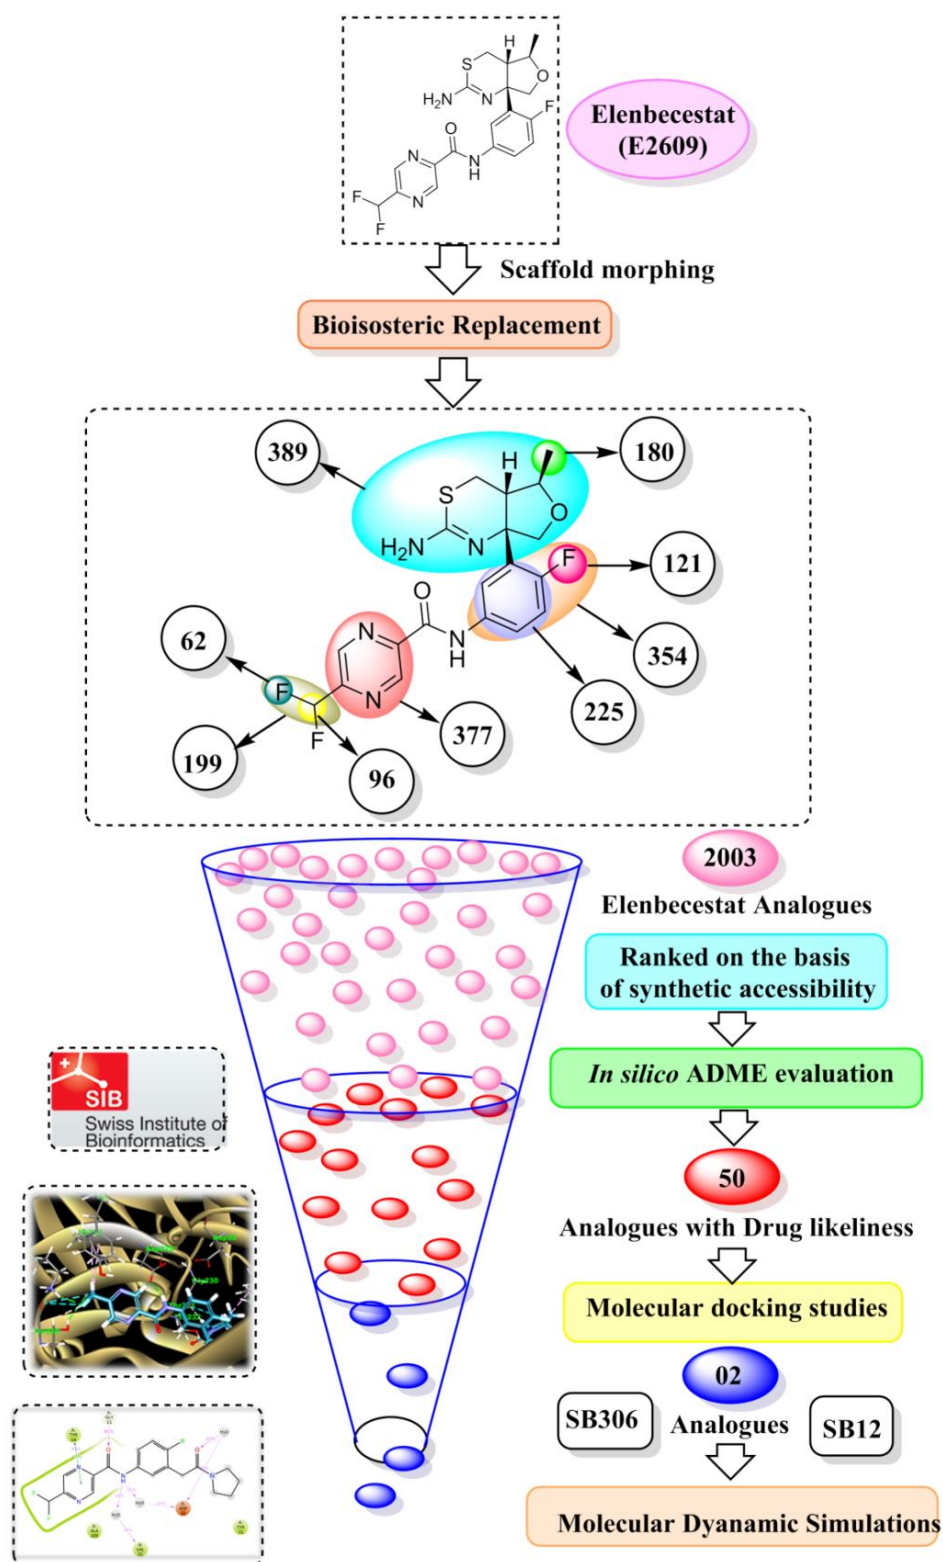 H
S
O
H₂N
N
F
O
N
N
H
F
N
F
Elenbecestat
(E2609)
Scaffold morphing
Bioisosteric Replacement
389
180
H
S
O
H₂N
N
F
121
O
62
N
N
H
354
F
N
225
F
377
199
96
2003
Elenbecestat Analogues
Ranked on the basis
of synthetic accessibility
In silico ADME evaluation
SIB
Swiss Institute of
Bioinformatics
50
Analogues with Drug likeliness
Molecular docking studies
02
SB306
Analogues
SB12
Molecular Dyanamic Simulations